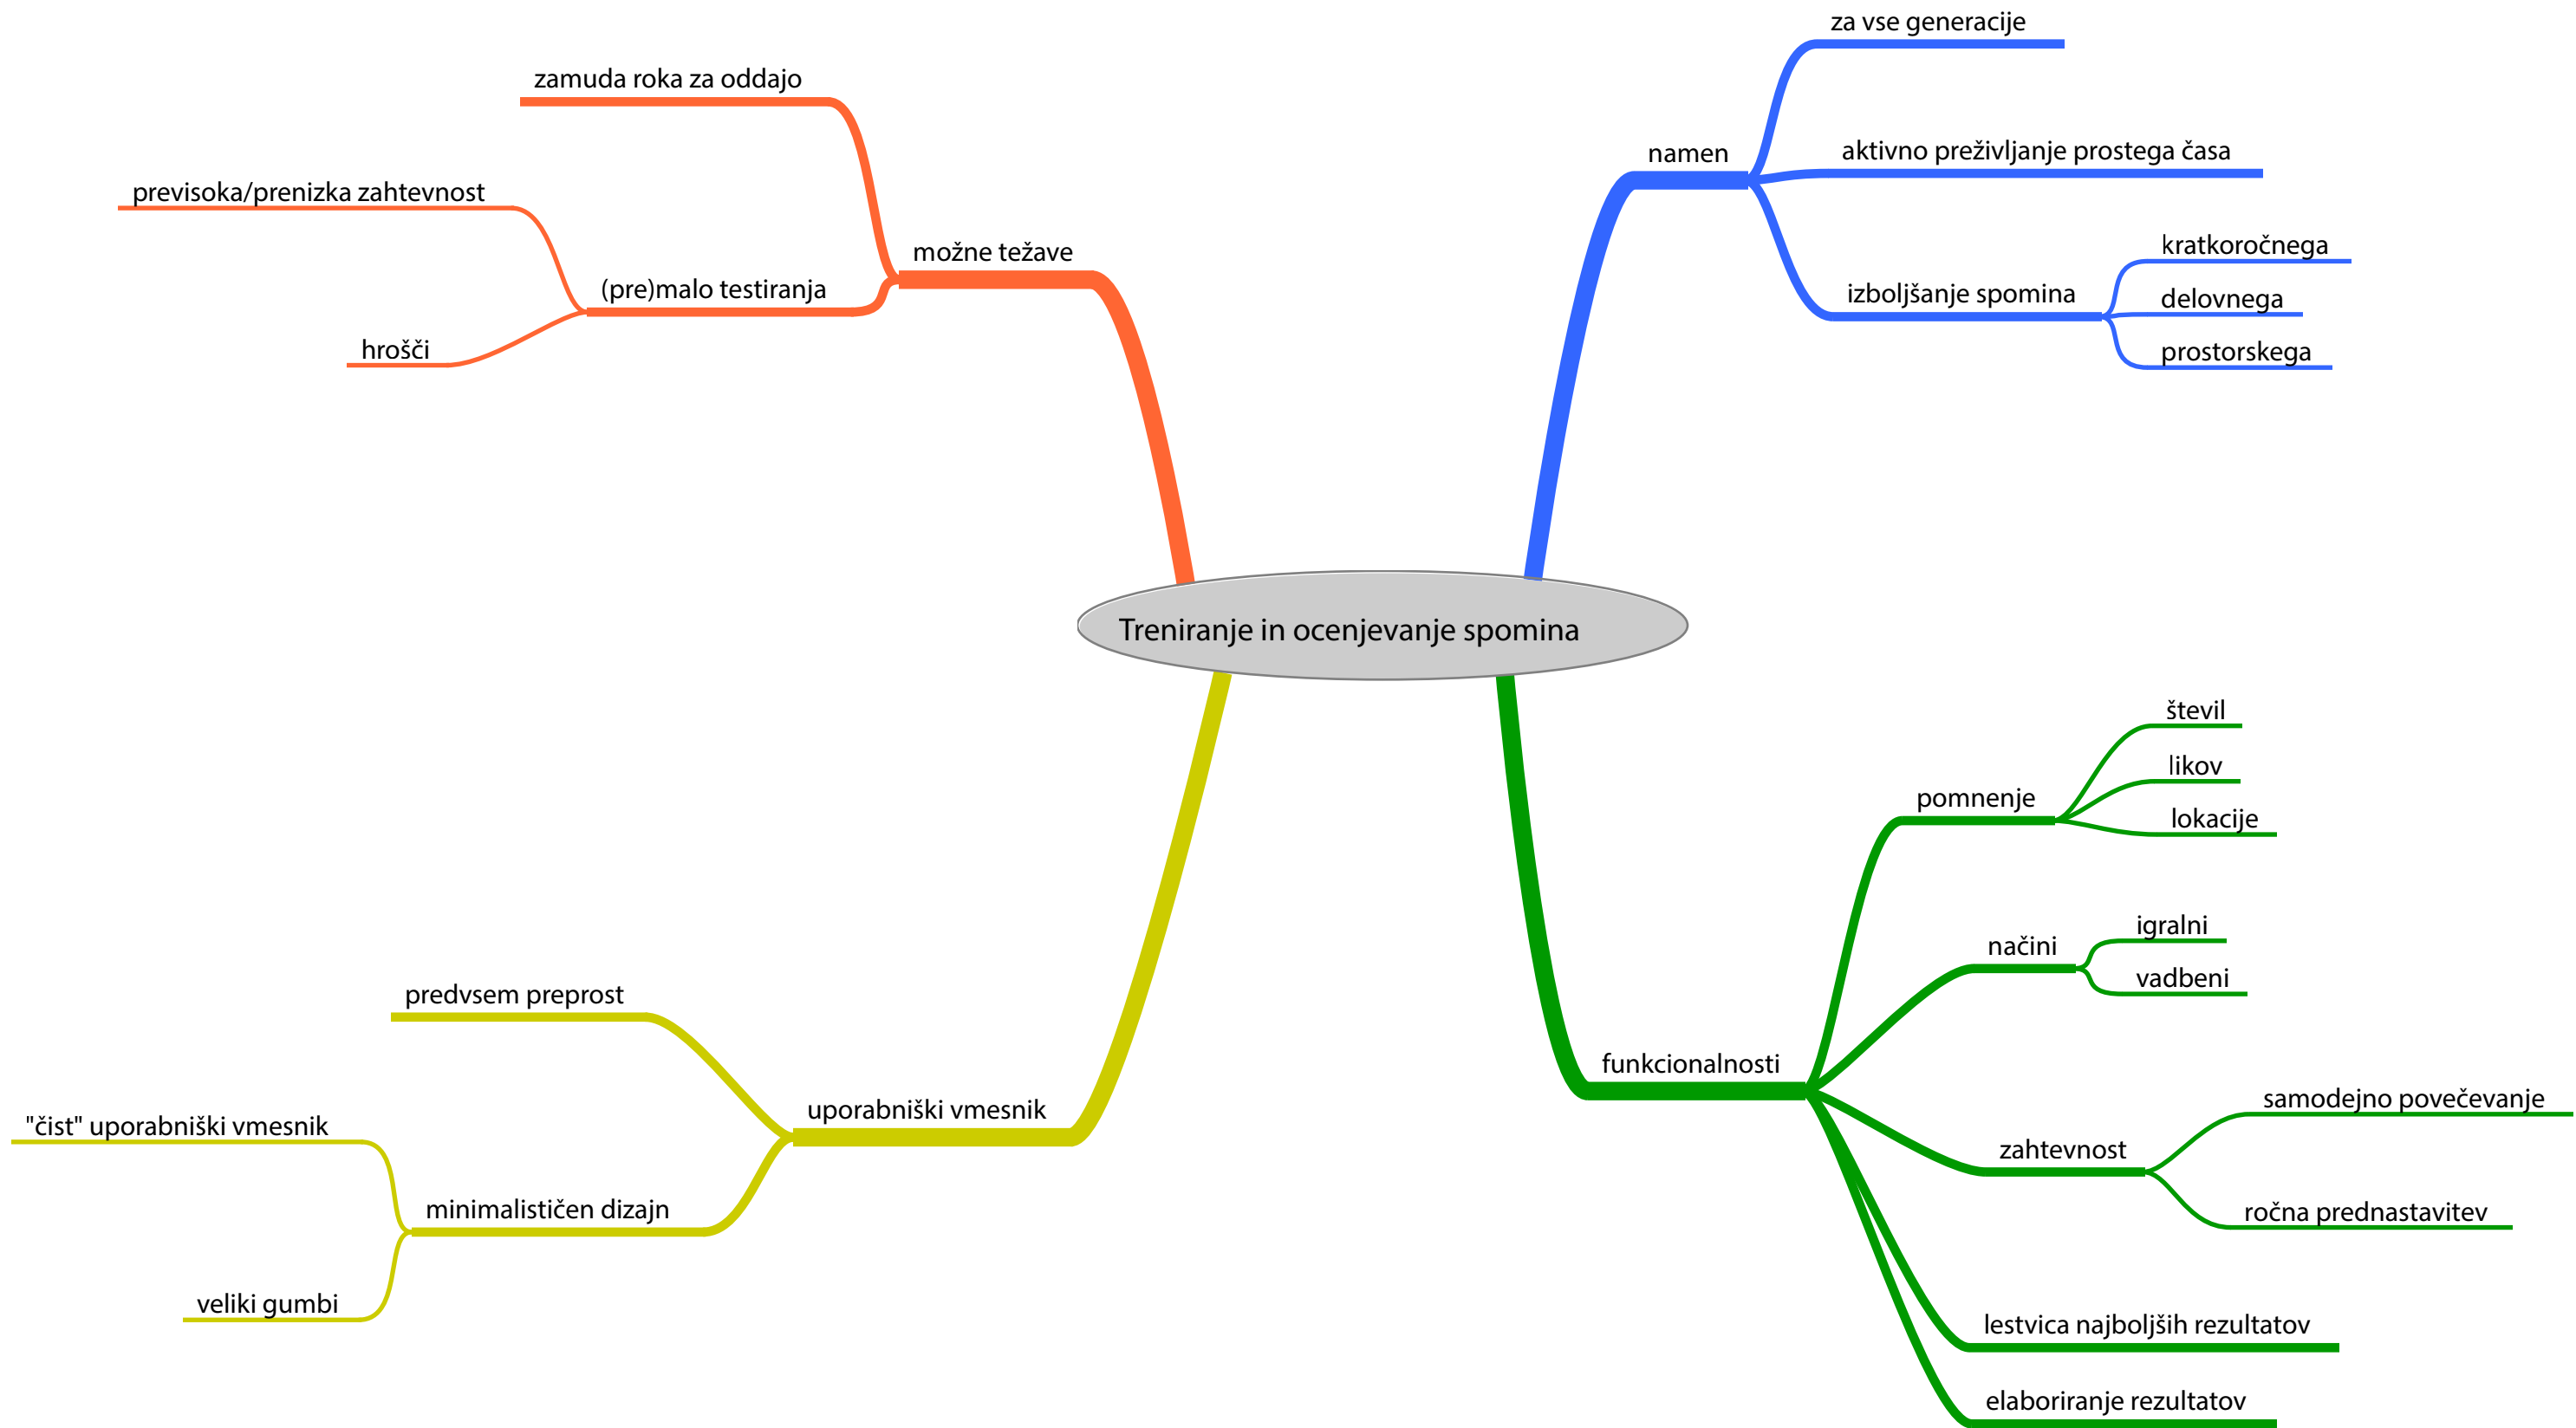 Treniranje in ocenjevanje spomina
namen
za vse generacije
aktivno preživljanje prostega časa
izboljšanje spomina
kratkoročnega
delovnega
prostorskega
funkcionalnosti
pomnenje
števil
likov
lokacije
načini
igralni
vadbeni
zahtevnost
samodejno povečevanje
ročna prednastavitev
lestvica najboljših rezultatov
elaboriranje rezultatov
možne težave
zamuda roka za oddajo
(pre)malo testiranja
previsoka/prenizka zahtevnost
hrošči
uporabniški vmesnik
predvsem preprost
minimalističen dizajn
"čist" uporabniški vmesnik
veliki gumbi